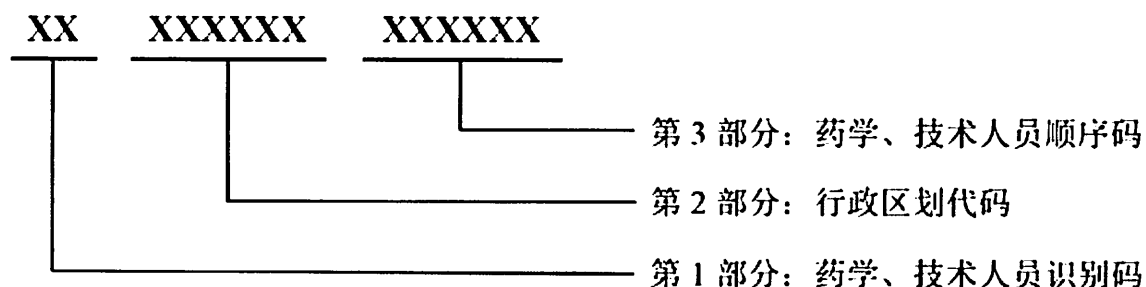 XX XXXXXX XXXXXX
第 3 部分：药学、技术人员顺序码
第 2 部分：行政区划代码
第 1 部分：药学、技术人员识别码